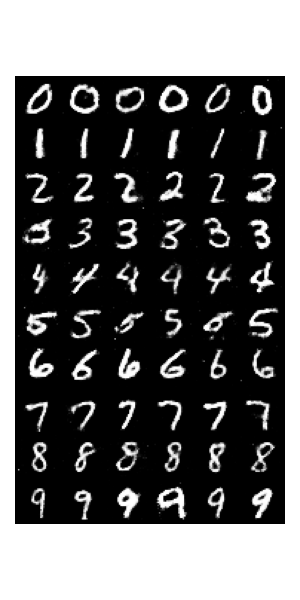 0 0 0 0 0 0
1 1 1 1 1 1
2 2 2 2 2 2
3 3 3 3 3 3
4 4 4 4 4 4
5 5 5 5 5 5
6 6 6 6 6 6
7 7 7 7 7 7
8 8 8 8 8 8
9 9 9 9 9 9